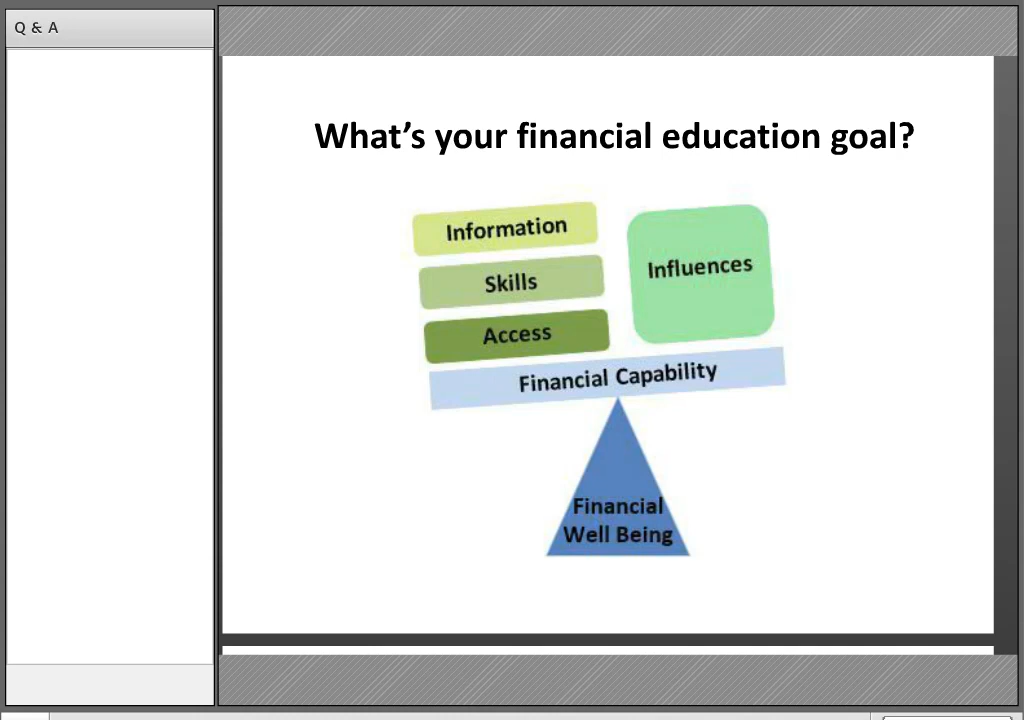 Q & A
What's your financial education goal?
Information
Skills
Access
Influences
Financial Capability
Financial
Well Being